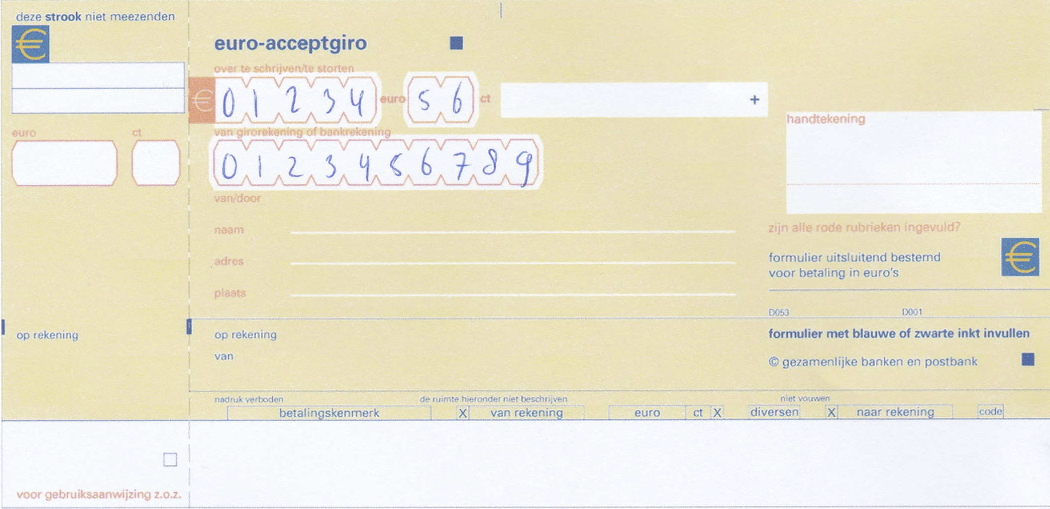 deze strook niet meezenden
€
euro ct
op rekening
voor gebruiksaanwijzing z.o.z.
euro-acceptgiro
over te schrijven/te storten
€ 01234 euro 56 ct +
van girorekening of bankrekening
0123456789
van/door
naam
adres
plaats
handtekening
zijn alle rode rubrieken ingevuld?
formulier uitsluitend bestemd
voor betaling in euro's
€
D053 D001
op rekening
van
formulier met blauwe of zwarte inkt invullen
© gezamenlijke banken en postbank
nadruk verboden de ruimte hieronder niet beschrijven niet vouwen
betalingskenmerk X van rekening euro ct X diversen X naar rekening code